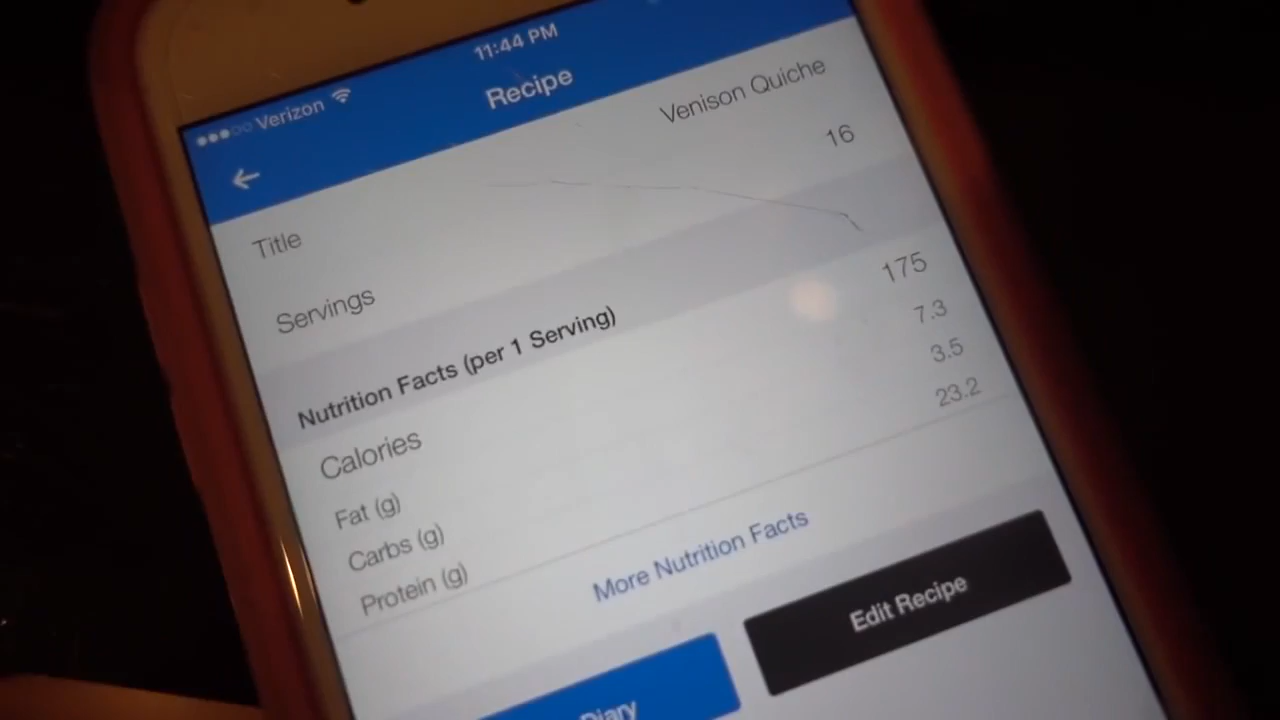 Verizon 11:44 PM
Recipe
Title Venison Quiche
Servings 16
Nutrition Facts (per 1 Serving)
Calories 175
Fat (g) 7.3
Carbs (g) 3.5
Protein (g) 23.2
More Nutrition Facts
Diary Edit Recipe